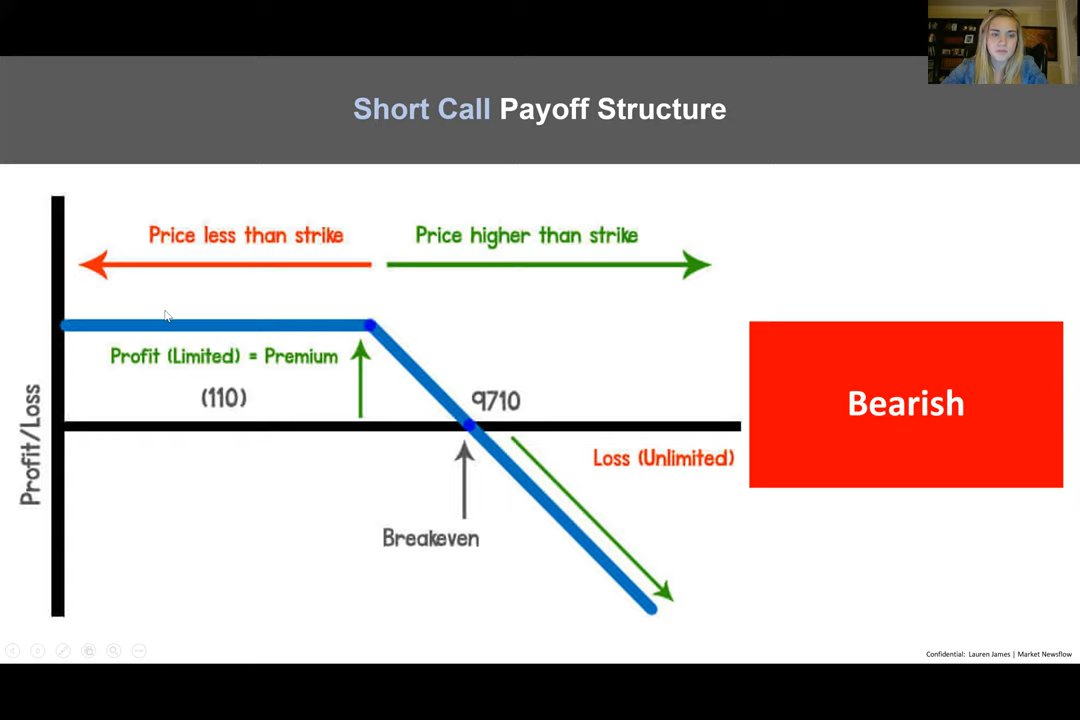 Short Call Payoff Structure
Price less than strike
Price higher than strike
Profit (Limited) = Premium
(110)
9710
Bearish
Profit/Loss
Loss (Unlimited)
Breakeven
Confidential: Lauren James | Market Newsflow